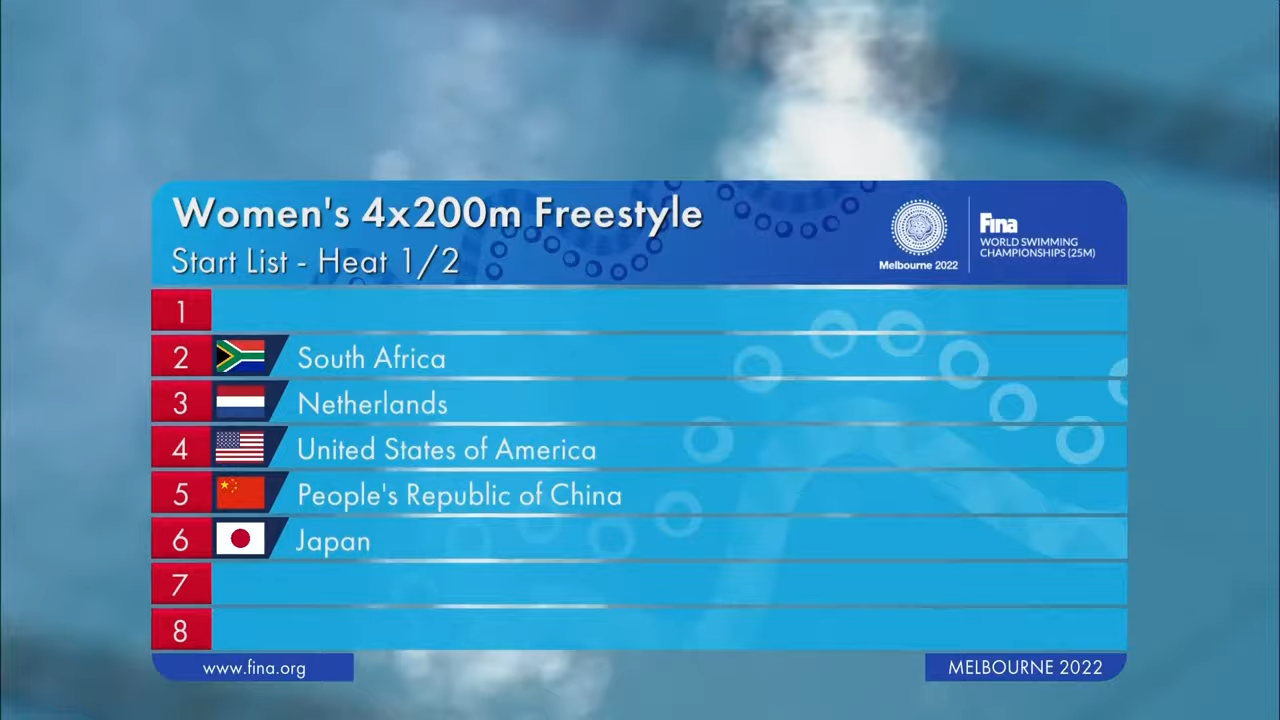 Women's 4x200m Freestyle
Start List - Heat 1/2
Melbourne 2022
Fina
WORLD SWIMMING
CHAMPIONSHIPS (25M)
1
2 South Africa
3 Netherlands
4 United States of America
5 People's Republic of China
6 Japan
7
8
www.fina.org
MELBOURNE 2022